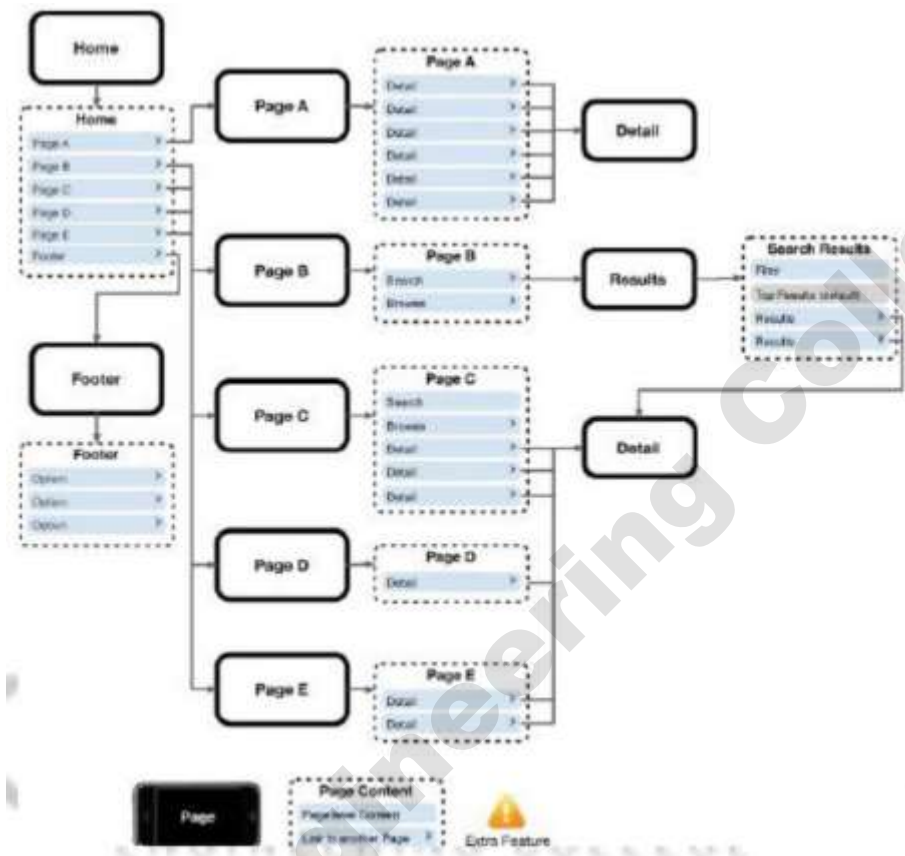 Home
Home
Page A
Page B
Page C
Page D
Page E
Footer
Footer
Footer
Option
Option
Option
Page A
Page A
Detail
Detail
Detail
Detail
Detail
Detail
Detail
Page B
Page B
Search
Browse
Results
Search Results
Filter
Top Results (default)
Results
Results
Page C
Page C
Search
Browse
Detail
Detail
Detail
Detail
Page D
Page D
Detail
Page E
Page E
Detail
Detail
Page
Page Content
Page level Content
Link to another Page
Extra Feature